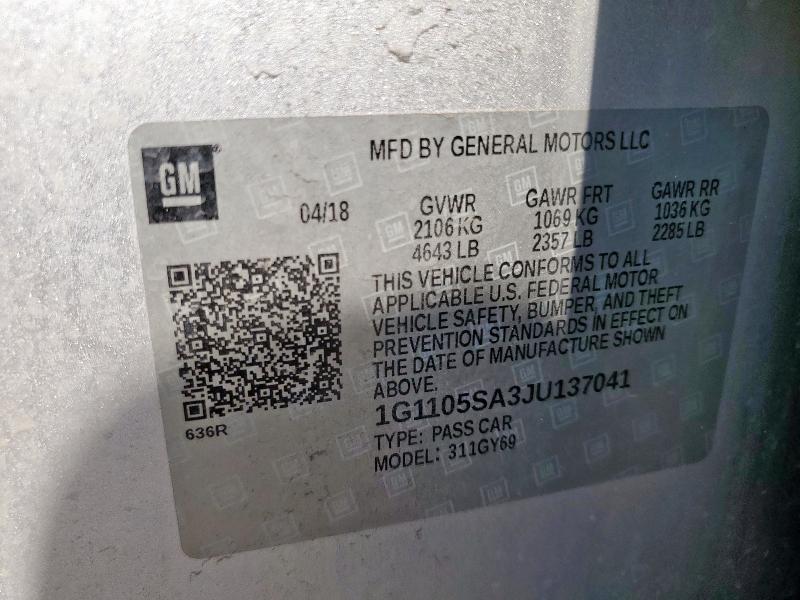 GM
MFD BY GENERAL MOTORS LLC
04/18
GVWR
2106 KG
4643 LB
GAWR FRT
1069 KG
2357 LB
GAWR RR
1036 KG
2285 LB
THIS VEHICLE CONFORMS TO ALL
APPLICABLE U.S. FEDERAL MOTOR
VEHICLE SAFETY, BUMPER, AND THEFT
PREVENTION STANDARDS IN EFFECT ON
THE DATE OF MANUFACTURE SHOWN
ABOVE.
1G1105SA3JU137041
TYPE: PASS CAR
MODEL: 311GY69
636R